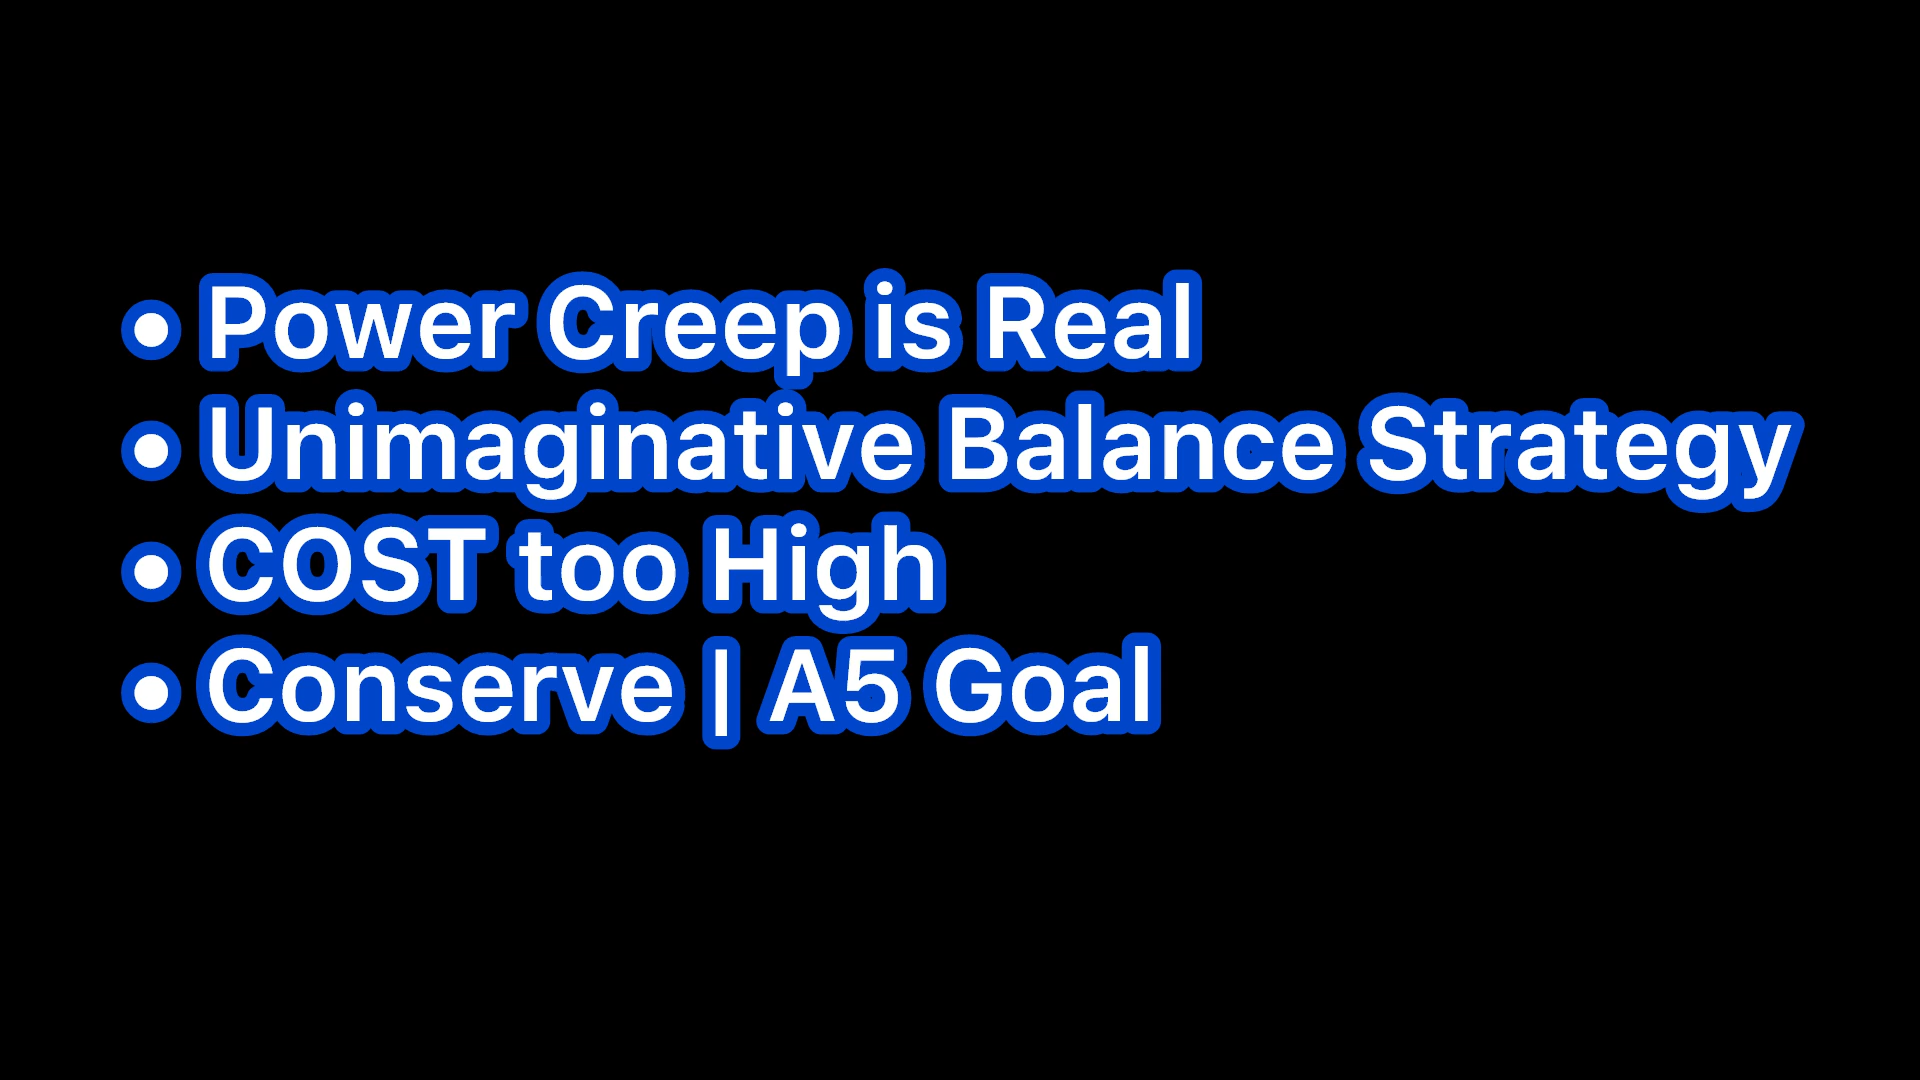 • Power Creep is Real
• Unimaginative Balance Strategy
• COST too High
• Conserve | A5 Goal